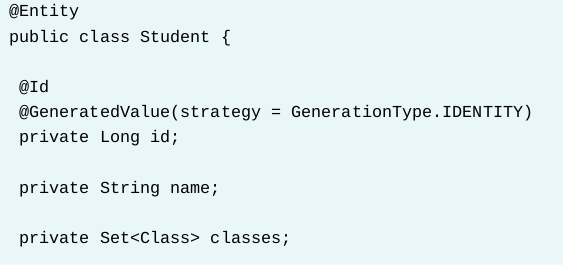 @Entity
public class Student {
@Id
@GeneratedValue(strategy = GenerationType.IDENTITY)
private Long id;
private String name;
private Set<Class> classes;